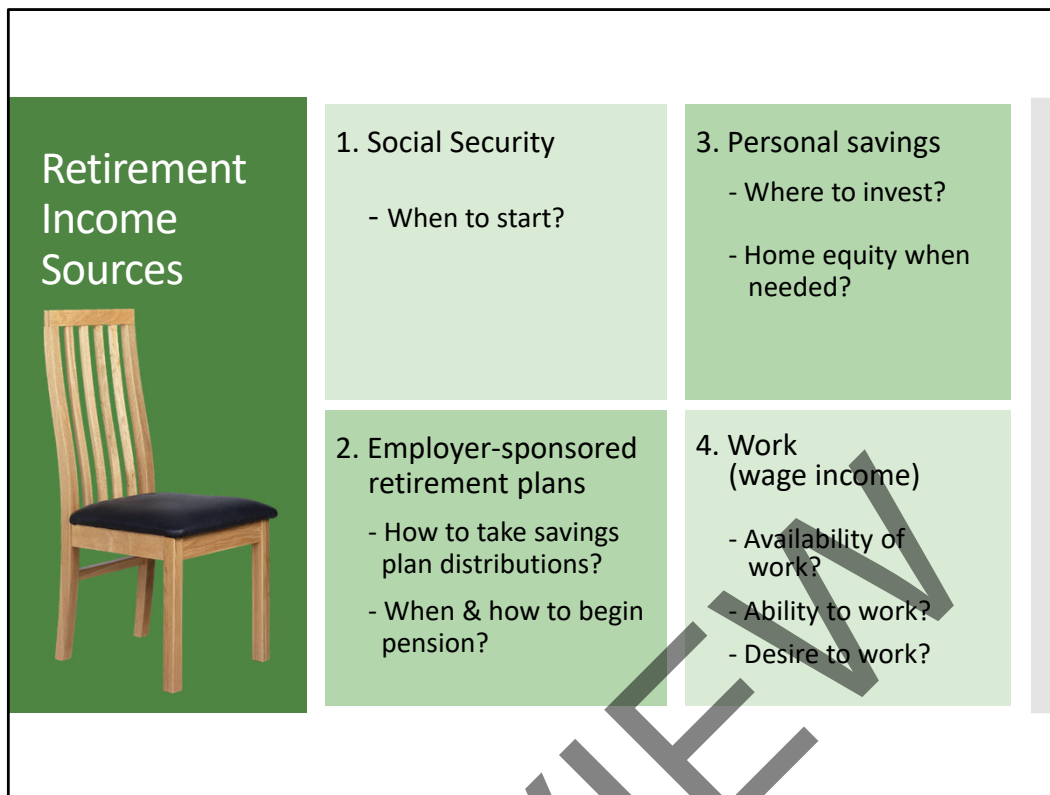 Retirement
Income
Sources
1. Social Security
- When to start?
2. Employer-sponsored
retirement plans
- How to take savings
plan distributions?
- When & how to begin
pension?
3. Personal savings
- Where to invest?
- Home equity when
needed?
4. Work
(wage income)
- Availability of
work?
- Ability to work?
- Desire to work?